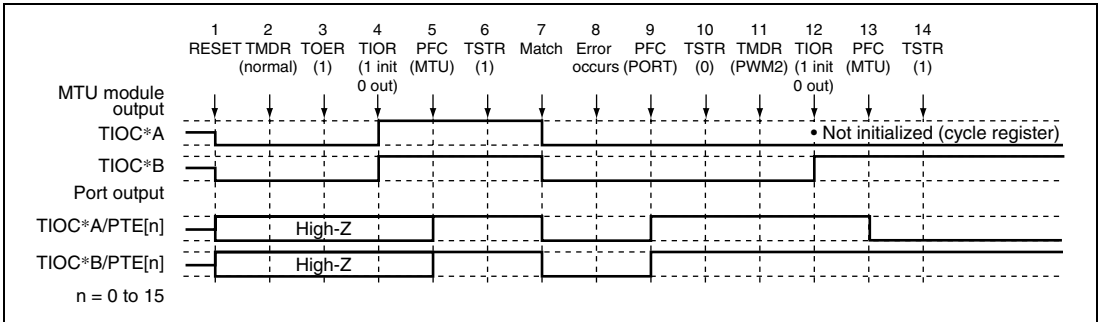 1 2 3 4 5 6 7 8 9 10 11 12 13 14
RESET TMDR TOER TIOR PFC TSTR Match Error PFC TSTR TMDR TIOR PFC TSTR
(normal) (1) (1 init (MTU) (1) occurs (PORT) (0) (PWM2) (1 init (MTU) (1)
0 out) 0 out)
MTU module
output
TIOC*A
• Not initialized (cycle register)
TIOC*B
Port output
TIOC*A/PTE[n]
High-Z
TIOC*B/PTE[n]
High-Z
n = 0 to 15